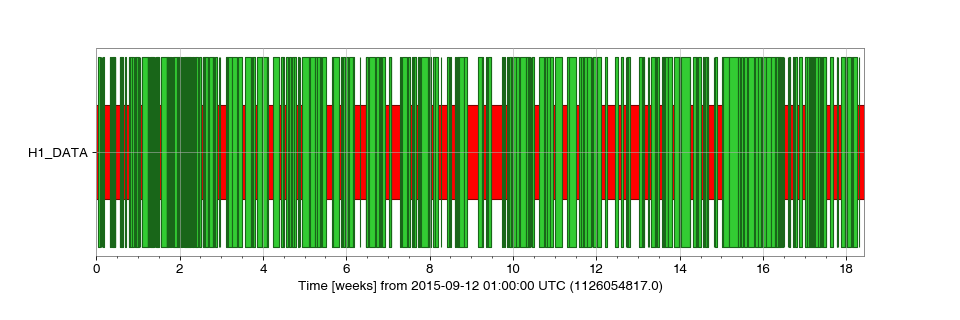 H1_DATA
0 2 4 6 8 10 12 14 16 18
Time [weeks] from 2015-09-12 01:00:00 UTC (1126054817.0)